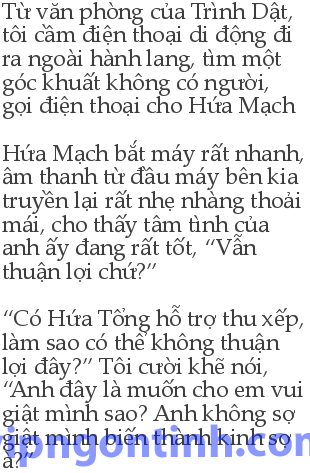 Từ văn phòng của Trình Dật,
tôi cầm điện thoại di động đi
ra ngoài hành lang, tìm một
góc khuất không có người,
gọi điện thoại cho Hứa Mạch
Hứa Mạch bắt máy rất nhanh,
âm thanh từ đầu máy bên kia
truyền lại rất nhẹ nhàng thoải
mái, cho thấy tâm tình của
anh ấy đang rất tốt, “Vẫn
thuận lợi chứ?”
“Có Hứa Tổng hỗ trợ thu xếp,
làm sao có thể không thuận
lợi đây?” Tôi cười khẽ nói,
“Anh đây là muốn cho em vui
giật mình sao? Anh không sợ
giật mình biến thành kinh sợ
à?”